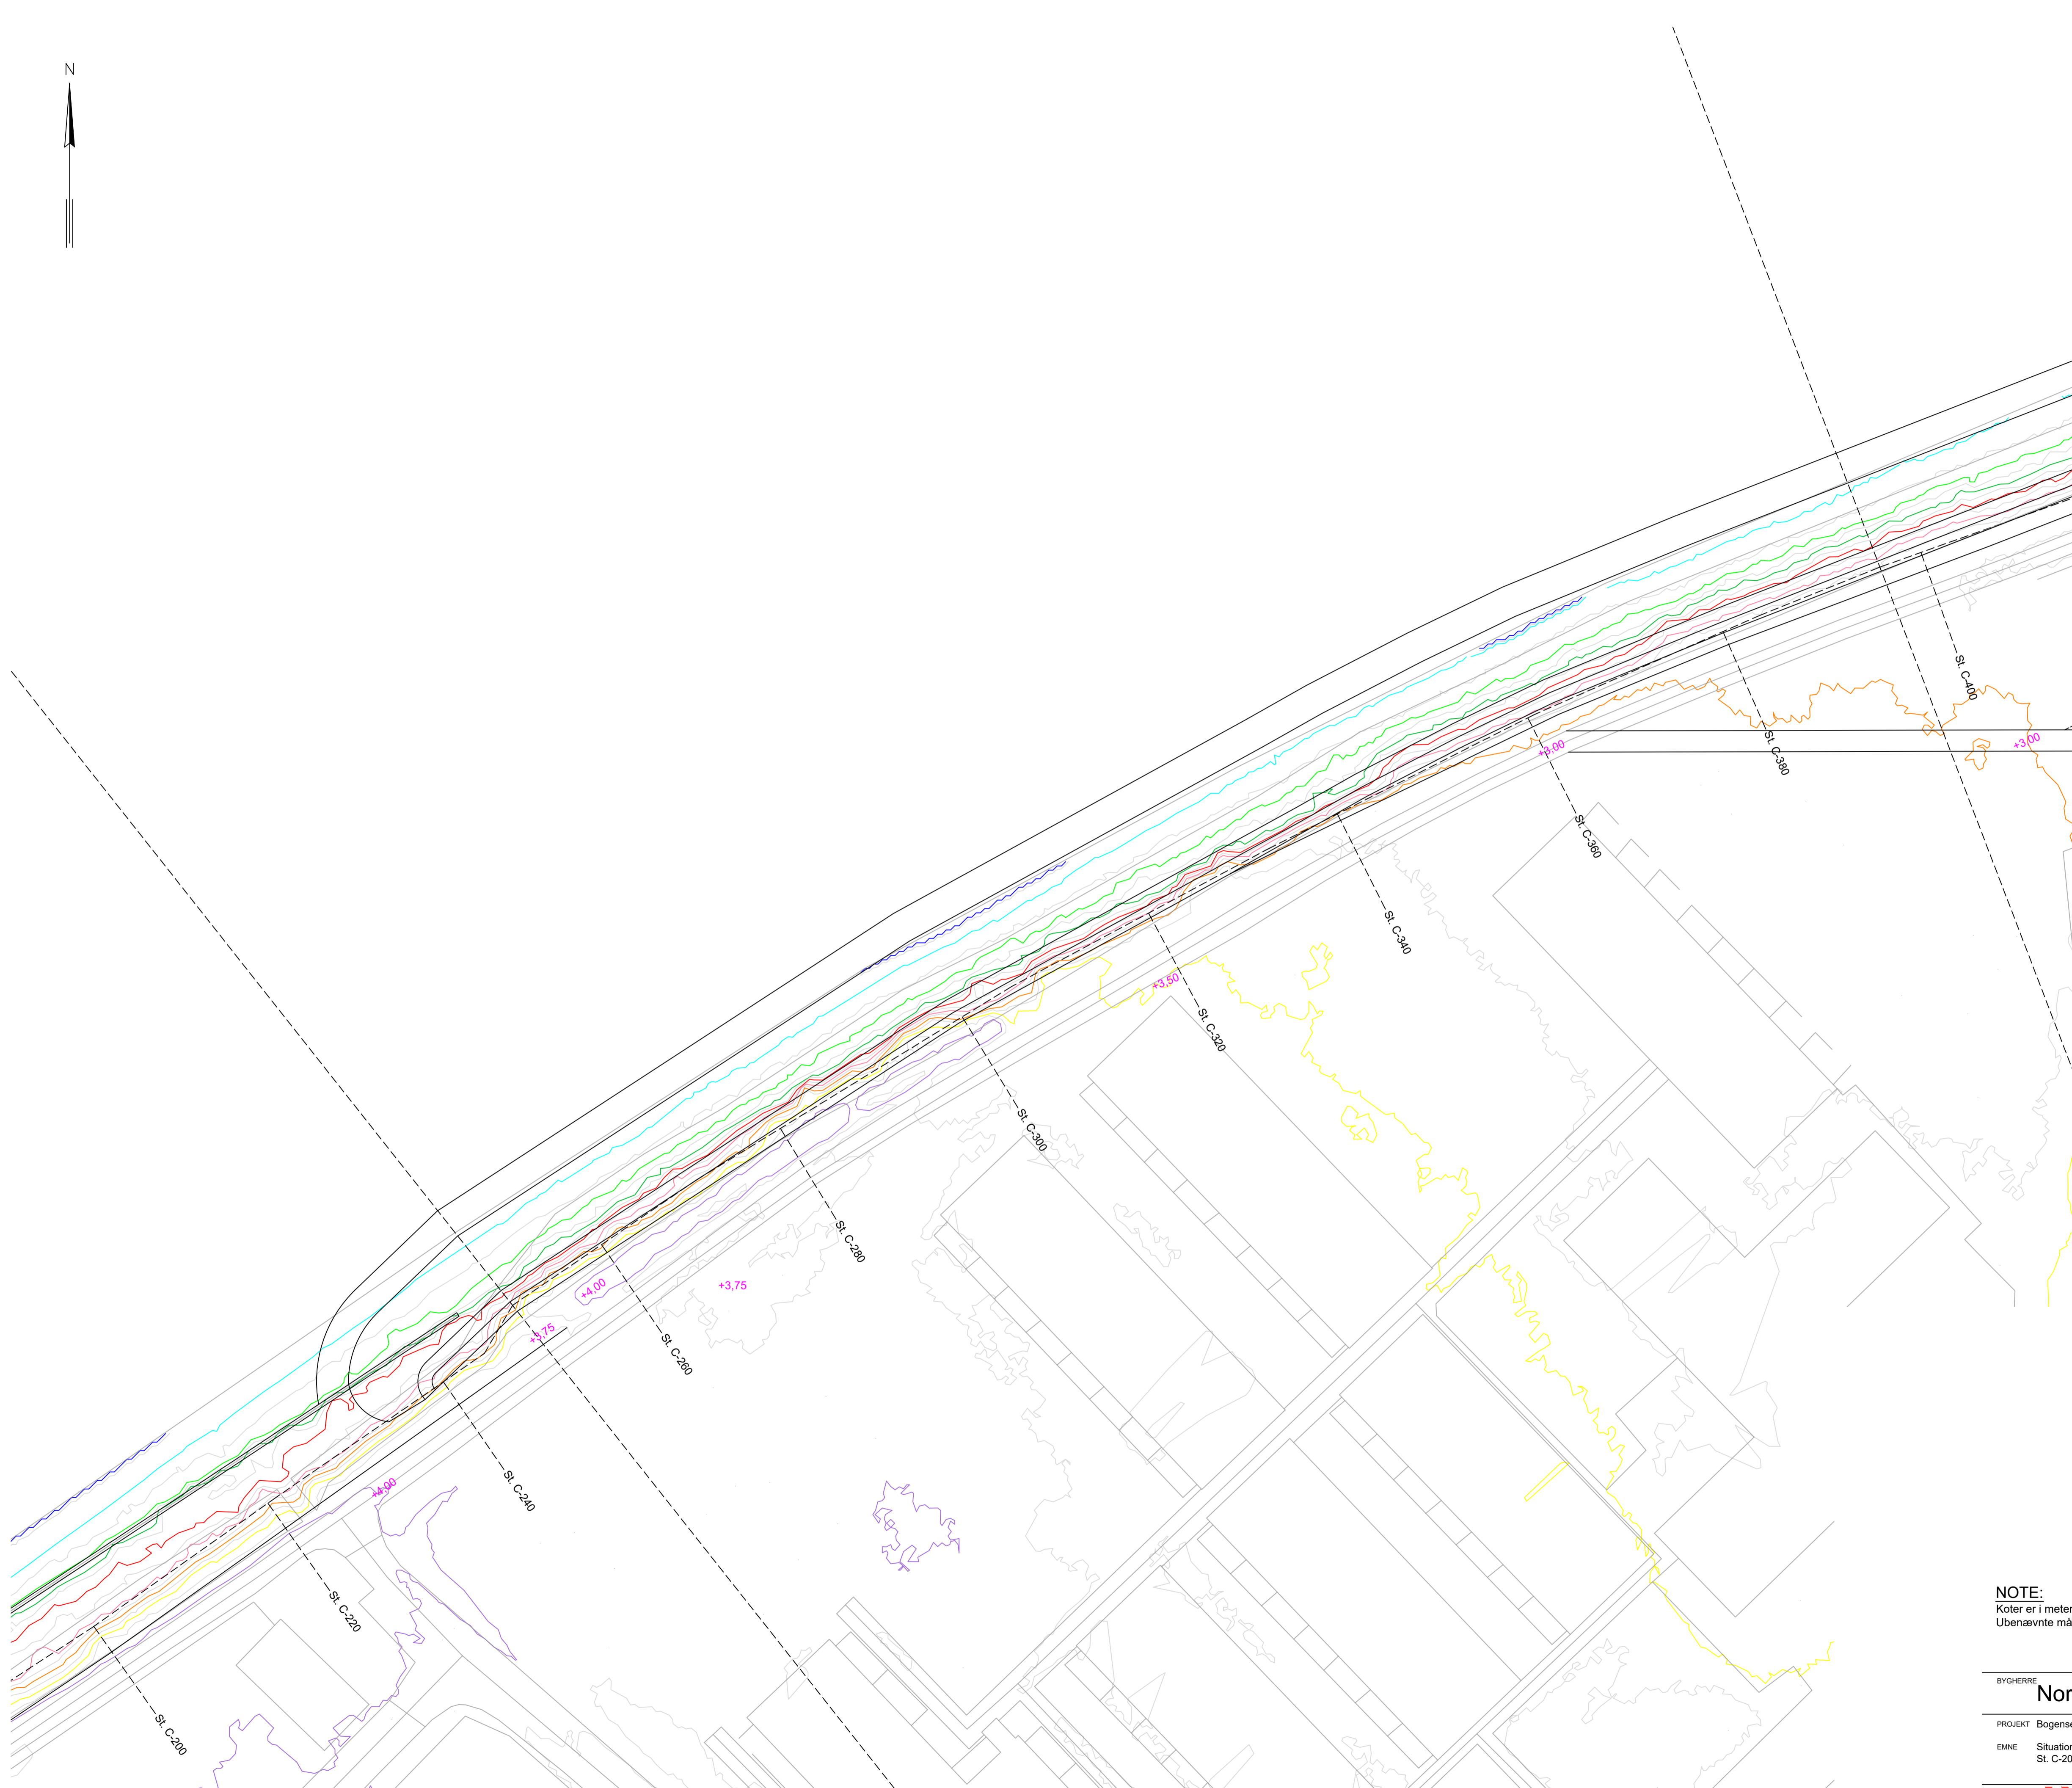 N
St. C-400
+3,00
+3,00
St. C-380
St. C-360
St. C-340
+3,50
St. C-320
St. C-300
St. C-280
+4,00
+3,75
+3,75
St. C-260
+4,00
St. C-240
St. C-220
St. C-200
NOTE:
Koter er i meter
Ubenævnte må
BYGHERRE
Nor
PROJEKT Bogense
EMNE Situation
St. C-20